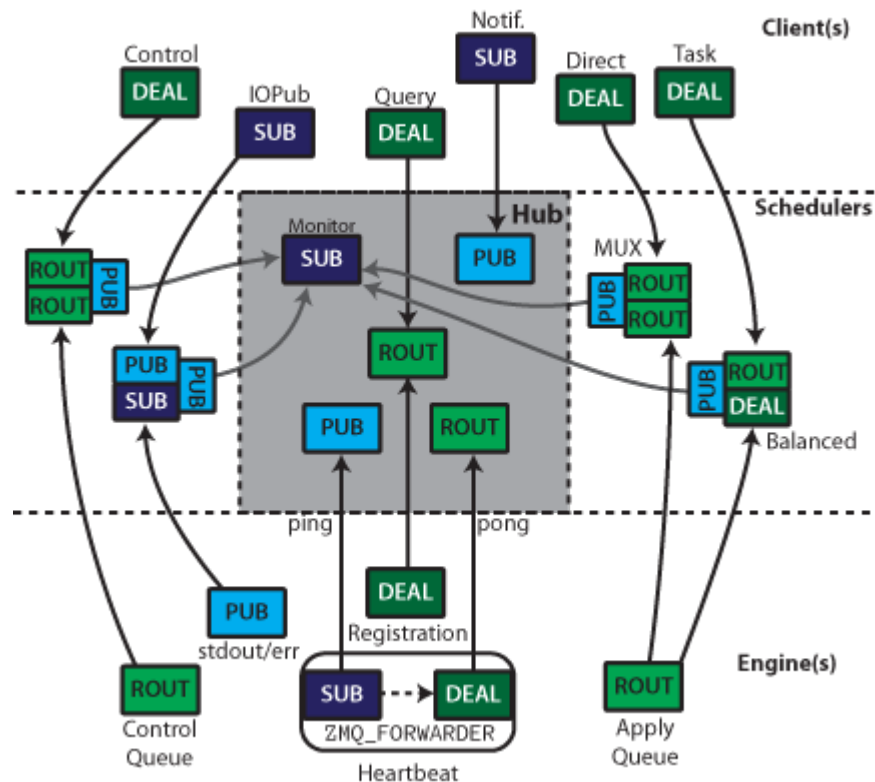 Notif.
Client(s)
Control
SUB
Direct
Task
DEAL
IOPub
Query
DEAL
DEAL
SUB
DEAL
Hub
Schedulers
Monitor
SUB
PUB
MUX
ROUT
ROUT
PUB
PUB
ROUT
ROUT
PUB
SUB
PUB
ROUT
PUB
ROUT
DEAL
PUB
ROUT
Balanced
ping
pong
DEAL
PUB
Registration
stdout/err
Engine(s)
ROUT
SUB
DEAL
ROUT
Control
Queue
ZMQ_FORWARDER
Apply
Queue
Heartbeat